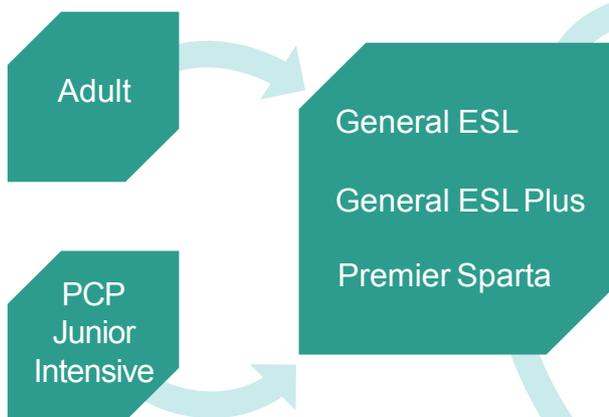 Adult
General ESL
General ESL Plus
Premier Sparta
PCP
Junior
Intensive